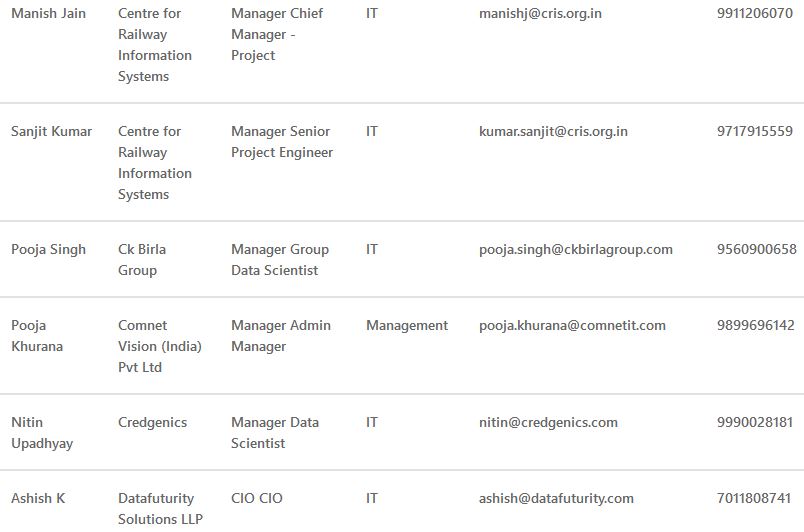 Manish Jain Centre for Manager Chief IT manishj@cris.org.in 9911206070
Railway Manager -
Information Project
Systems
Sanjit Kumar Centre for Manager Senior IT kumar.sanjit@cris.org.in 9717915559
Railway Project Engineer
Information
Systems
Pooja Singh Ck Birla Manager Group IT pooja.singh@ckbirlagroup.com 9560900658
Group Data Scientist
Pooja Comnet Manager Admin Management pooja.khurana@comnetit.com 9899696142
Khurana Vision (India) Manager
Pvt Ltd
Nitin Credgenics Manager Data IT nitin@credgenics.com 9990028181
Upadhyay Scientist
Ashish K Datafuturity CIO CIO IT ashish@datafuturity.com 7011808741
Solutions LLP